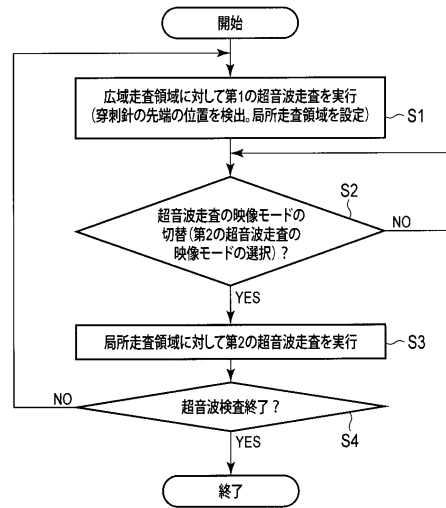 開始
広域走査領域に対して第1の超音波走査を実行
(穿刺針の先端の位置を検出。局所走査領域を設定)
S1
S2
超音波走査の映像モードの
切替(第2の超音波走査の
映像モードの選択)?
NO
YES
局所走査領域に対して第2の超音波走査を実行
S3
NO
超音波検査終了?
S4
YES
終了